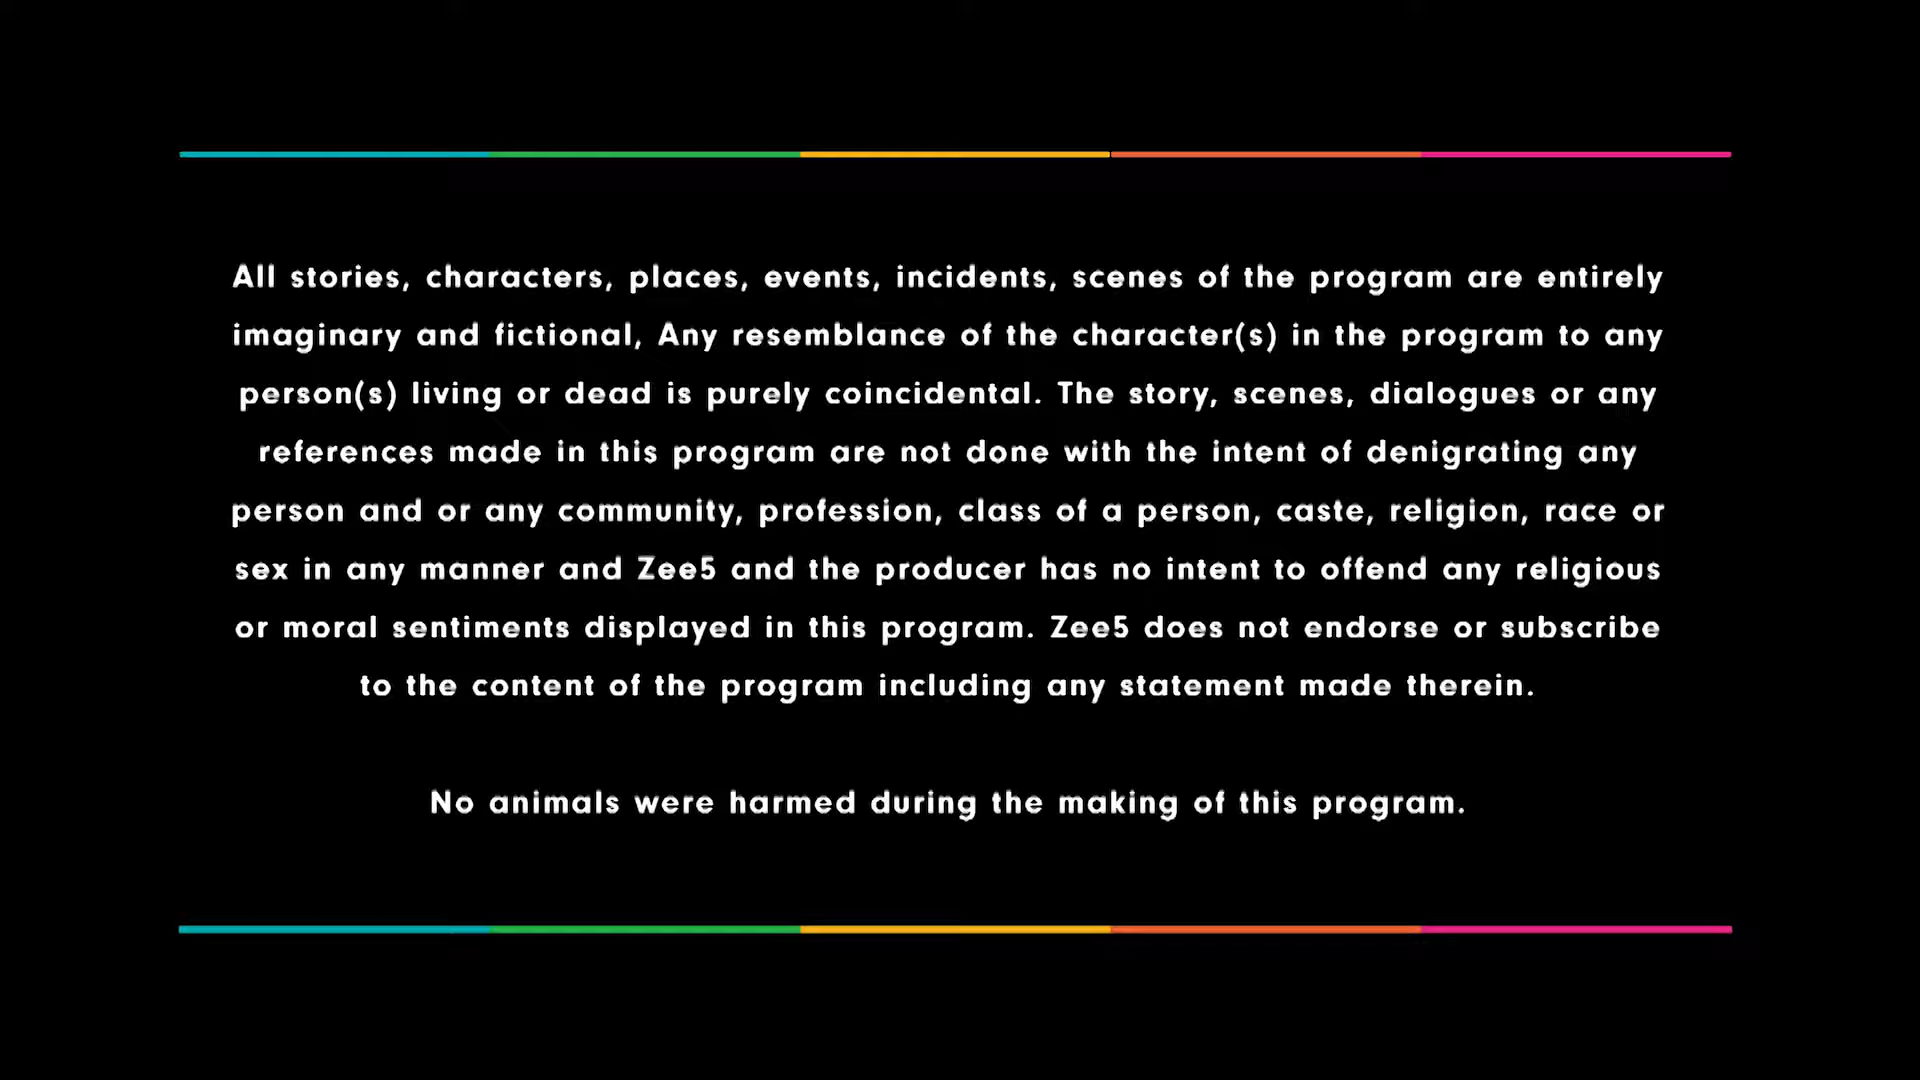 All stories, characters, places, events, incidents, scenes of the program are entirely
imaginary and fictional, Any resemblance of the character(s) in the program to any
person(s) living or dead is purely coincidental. The story, scenes, dialogues or any
references made in this program are not done with the intent of denigrating any
person and or any community, profession, class of a person, caste, religion, race or
sex in any manner and Zee5 and the producer has no intent to offend any religious
or moral sentiments displayed in this program. Zee5 does not endorse or subscribe
to the content of the program including any statement made therein.
No animals were harmed during the making of this program.